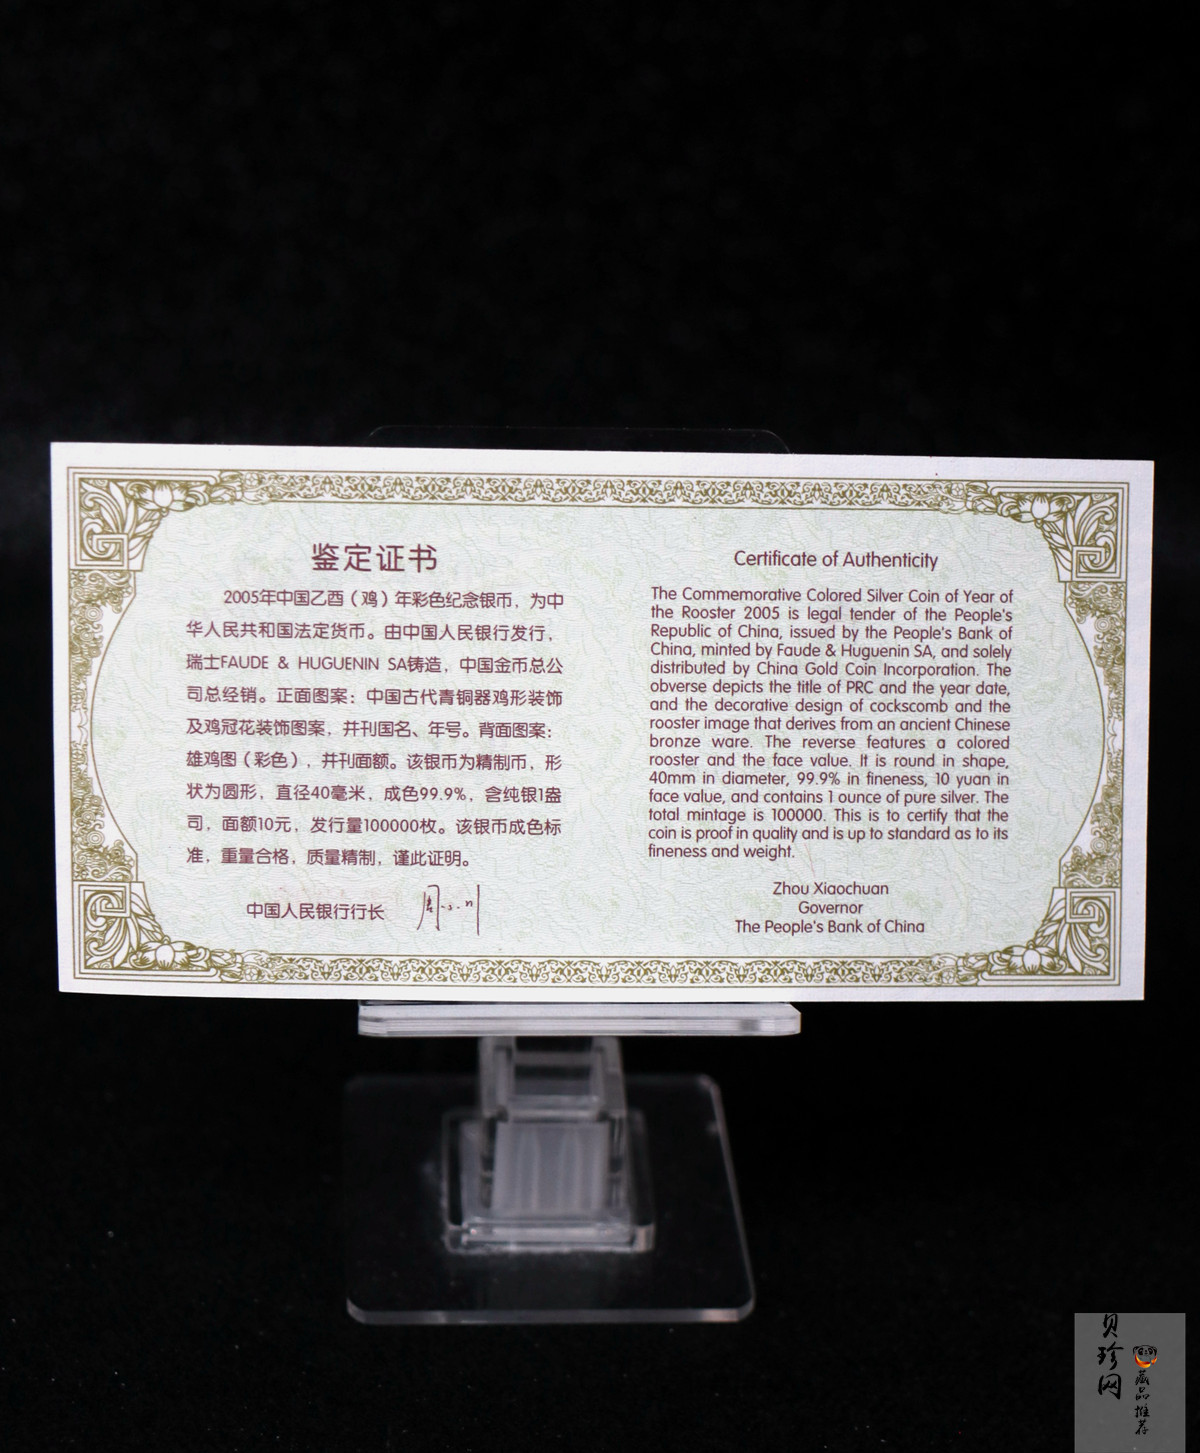 鉴定证书
2005年中国乙酉（鸡）年彩色纪念银币，为中
华人民共和国法定货币。由中国人民银行发行，
瑞士FAUDE & HUGUENIN SA铸造，中国金币总公
司总经销。正面图案：中国古代青铜器鸡形装饰
及鸡冠花装饰图案，并刊国名、年号。背面图案：
雄鸡图（彩色），并刊面额。该银币为精制币，形
状为圆形，直径40毫米，成色99.9%，含纯银1盎
司，面额10元，发行量100000枚。该银币成色标
准，重量合格，质量精制，谨此证明。
中国人民银行行长
Certificate of Authenticity
The Commemorative Colored Silver Coin of Year of
the Rooster 2005 is legal tender of the People's
Republic of China, issued by the People's Bank of
China, minted by Faude & Huguenin SA, and solely
distributed by China Gold Coin Incorporation. The
obverse depicts the title of PRC and the year date,
and the decorative design of cockscomb and the
rooster image that derives from an ancient Chinese
bronze ware. The reverse features a colored
rooster and the face value. It is round in shape,
40mm in diameter, 99.9% in fineness, 10 yuan in
face value, and contains 1 ounce of pure silver. The
total mintage is 100000. This is to certify that the
coin is proof in quality and is up to standard as to its
fineness and weight.
Zhou Xiaochuan
Governor
The People's Bank of China
贝珍网
藏品推荐